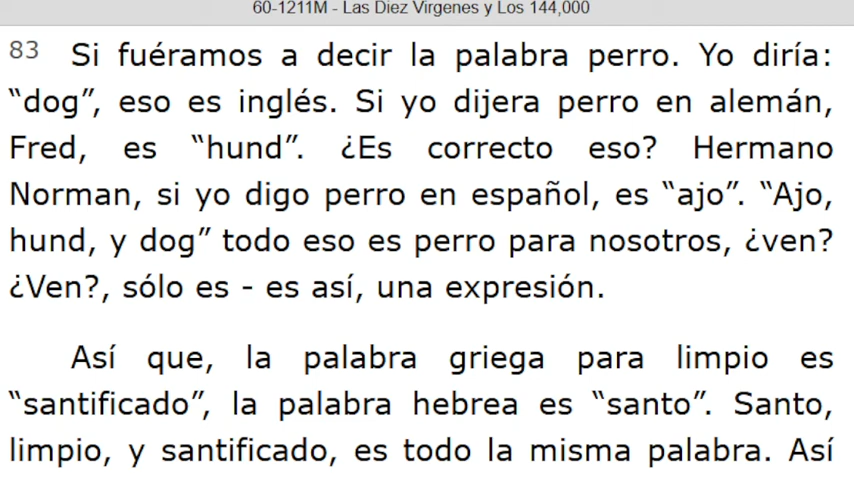 60-1211M - Las Diez Virgenes y Los 144,000
83 Si fuéramos a decir la palabra perro. Yo diría:
“dog”, eso es inglés. Si yo dijera perro en alemán,
Fred, es “hund”. ¿Es correcto eso? Hermano
Norman, si yo digo perro en español, es “ajo”. “Ajo,
hund, y dog” todo eso es perro para nosotros, ¿ven?
¿Ven?, sólo es - es así, una expresión.
Así que, la palabra griega para limpio es
“santificado”, la palabra hebrea es “santo”. Santo,
limpio, y santificado, es todo la misma palabra. Así